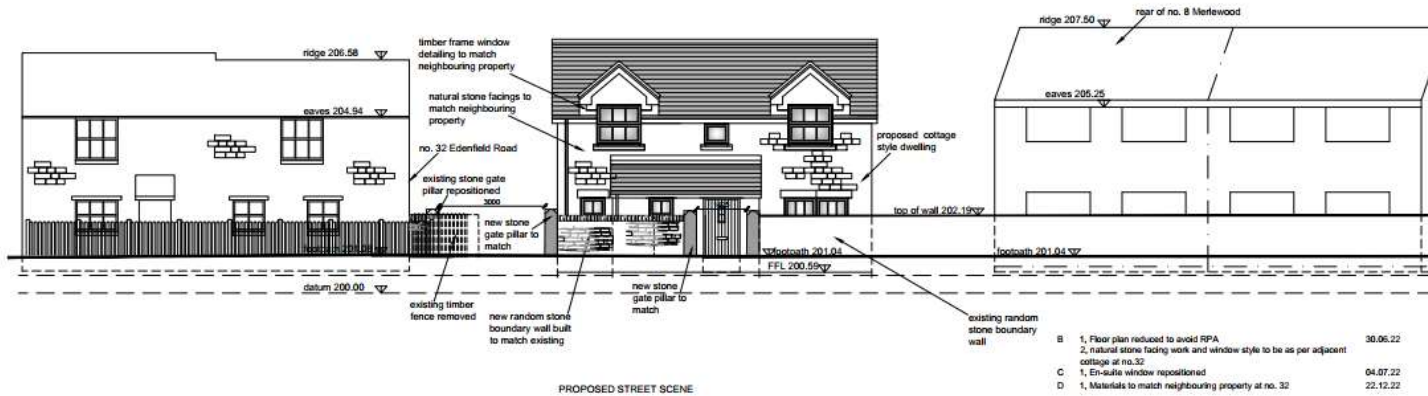 ridge 206.58
eaves 204.94
no. 32 Edenfield Road
existing stone gate
pillar repositioned
3000
timber frame window
detailing to match
neighbouring property
natural stone facings to
match neighbouring
property
new stone
gate pillar to
match
footpath 201.08
datum 200.00
existing timber
fence removed
new random stone
boundary wall built
to match existing
new stone
gate pillar to
match
proposed cottage
style dwelling
footpath 201.04
FFL 200.59
existing random
stone boundary
wall
top of wall 202.19
footpath 201.04
ridge 207.50
rear of no. 8 Merlewood
eaves 205.25
PROPOSED STREET SCENE
B 1, Floor plan reduced to avoid RPA 30.06.22
2, natural stone facing work and window style to be as per adjacent
cottage at no.32
C 1, En-suite window repositioned 04.07.22
D 1, Materials to match neighbouring property at no. 32 22.12.22